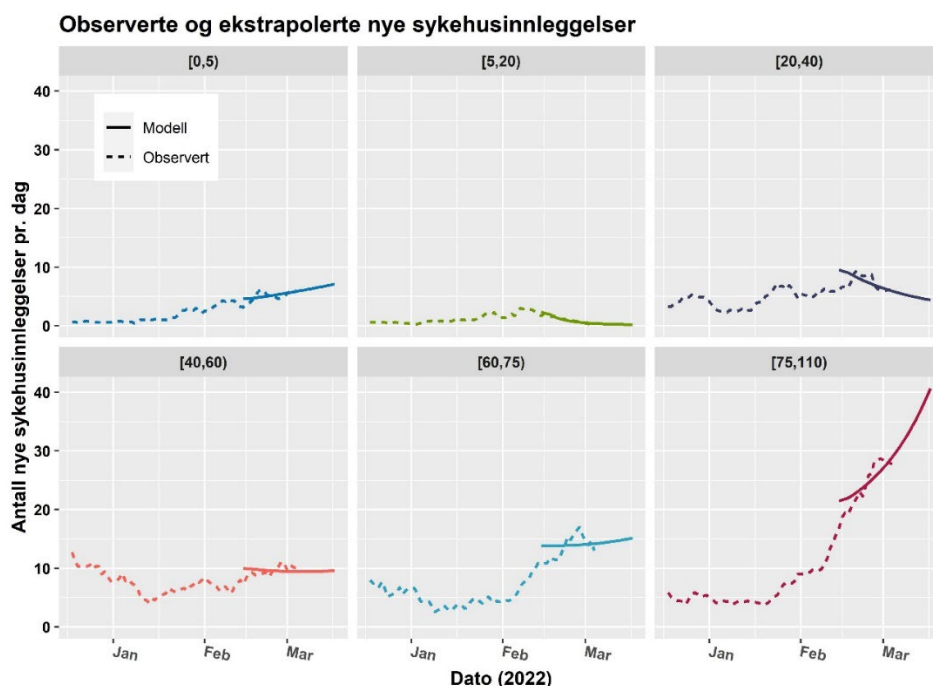 Observerte og ekstrapolerte nye sykehusinnleggelser
[0,5)
[5,20)
[20,40)
40
30
20
10
0
Modell
Observert
[40,60)
[60,75)
[75,110)
40
30
20
10
0
Antall nye sykehusinnleggelser pr. dag
Jan
Feb
Mar
Jan
Feb
Mar
Jan
Feb
Mar
Dato (2022)